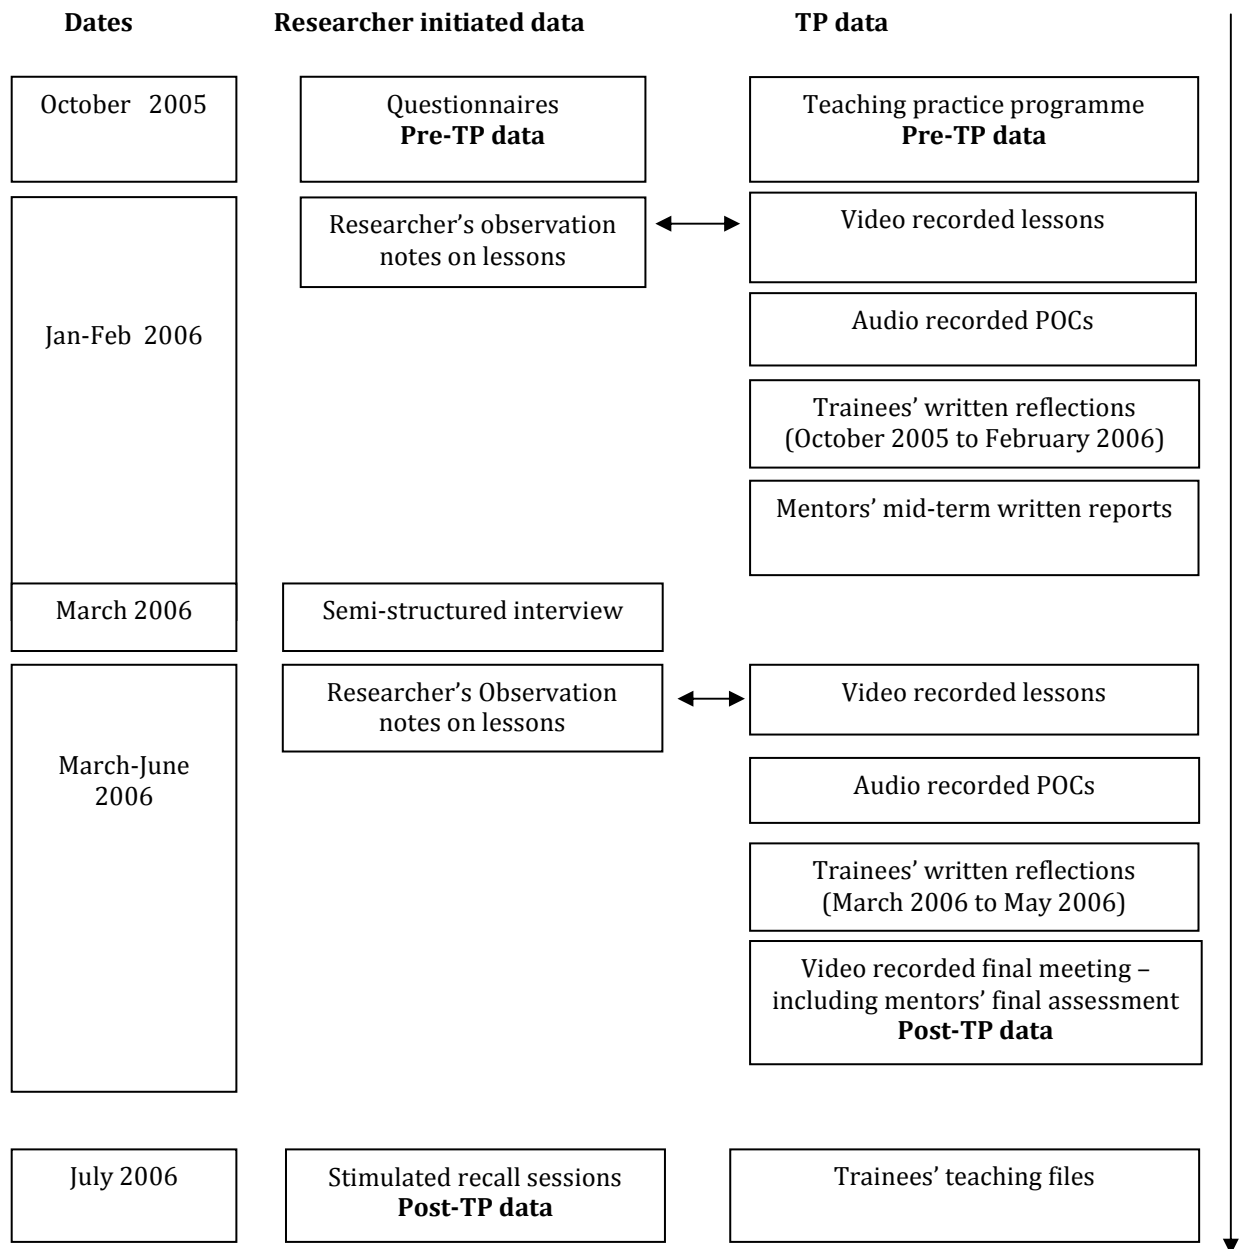 Dates Researcher initiated data TP data
October 2005
Questionnaires
Pre-TP data
Teaching practice programme
Pre-TP data
Jan-Feb 2006
Researcher’s observation
notes on lessons
Video recorded lessons
Audio recorded POCs
Trainees’ written reflections
(October 2005 to February 2006)
Mentors’ mid-term written reports
March 2006
Semi-structured interview
March-June
2006
Researcher’s Observation
notes on lessons
Video recorded lessons
Audio recorded POCs
Trainees’ written reflections
(March 2006 to May 2006)
Video recorded final meeting –
including mentors’ final assessment
Post-TP data
July 2006
Stimulated recall sessions
Post-TP data
Trainees’ teaching files